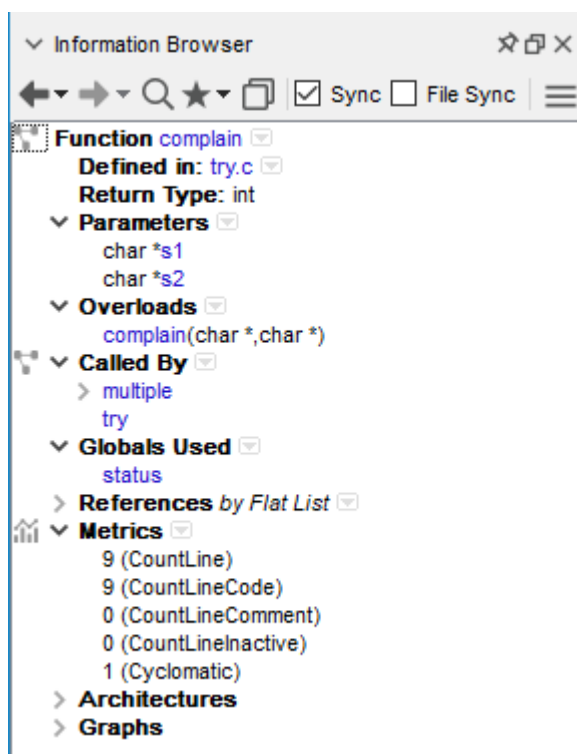 Information Browser
Sync File Sync
Function complain
Defined in: try.c
Return Type: int
Parameters
char *s1
char *s2
Overloads
complain(char *,char *)
Called By
multiple
try
Globals Used
status
References by Flat List
Metrics
9 (CountLine)
9 (CountLineCode)
0 (CountLineComment)
0 (CountLineInactive)
1 (Cyclomatic)
Architectures
Graphs